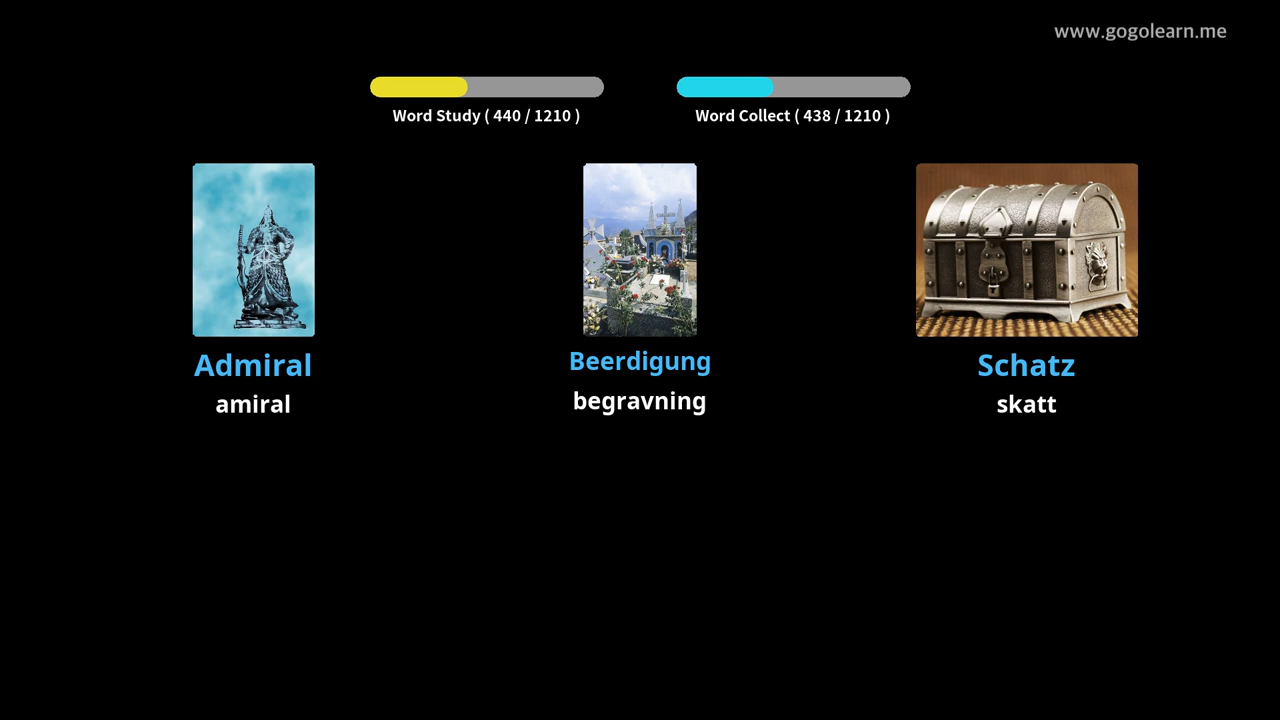 www.gogolearn.me
Word Study ( 440 / 1210 )
Word Collect ( 438 / 1210 )
Admiral
amiral
Beerdigung
begravning
Schatz
skatt